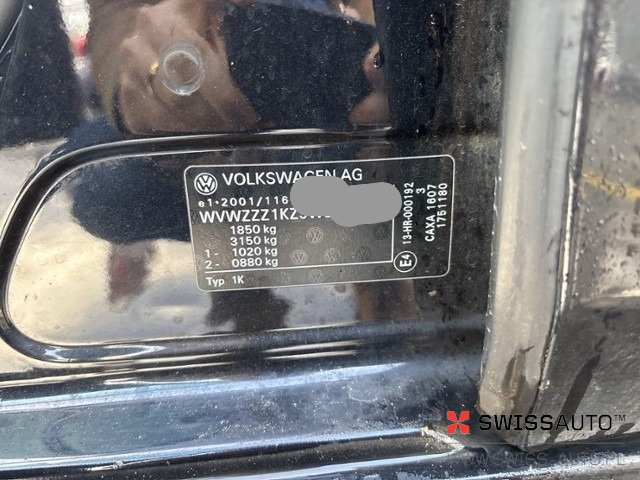 VOLKSWAGEN AG
e1*2001/116
WVWZZZ1KZ
1850 kg
3150 kg
1 - 1020 kg
2 - 0880 kg
Typ 1K
E4
13-HR-000192
3
CAXA 1607
1751180
SWISSAUTO™